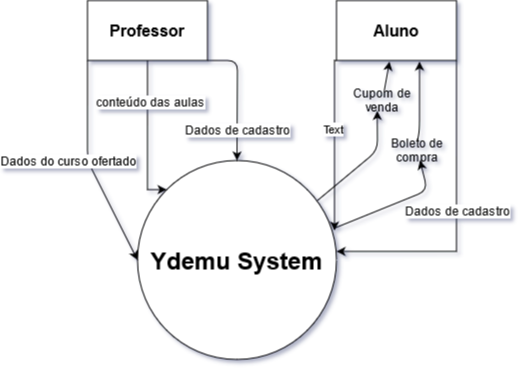 Professor
Aluno
conteúdo das aulas
Cupom de
venda
Dados de cadastro
Text
Boleto de
compra
Dados do curso ofertado
Dados de cadastro
Ydemu System